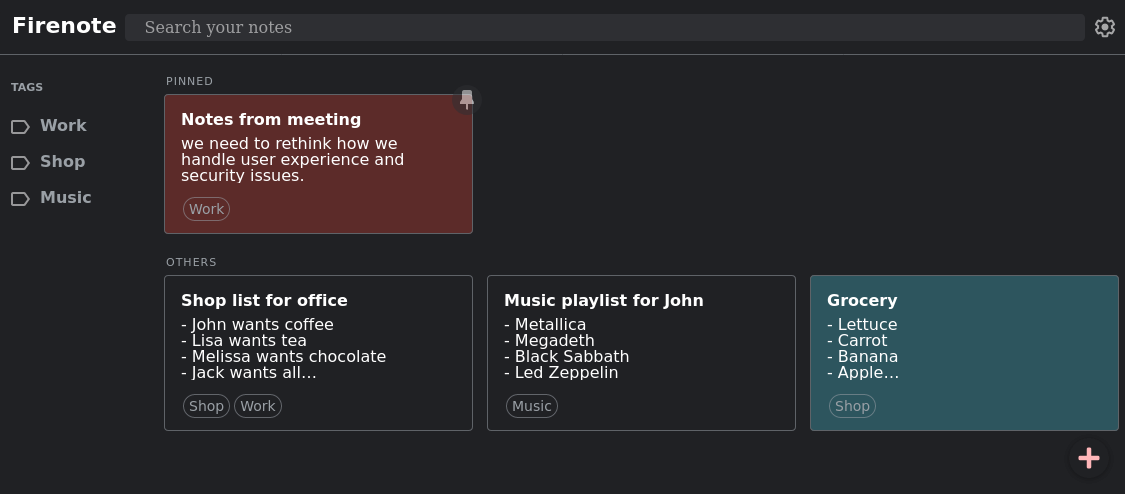 Firenote
Search your notes
TAGS
Work
Shop
Music
PINNED
Notes from meeting
we need to rethink how we
handle user experience and
security issues.
Work
OTHERS
Shop list for office
- John wants coffee
- Lisa wants tea
- Melissa wants chocolate
- Jack wants all…
Shop Work
Music playlist for John
- Metallica
- Megadeth
- Black Sabbath
- Led Zeppelin
Music
Grocery
- Lettuce
- Carrot
- Banana
- Apple…
Shop